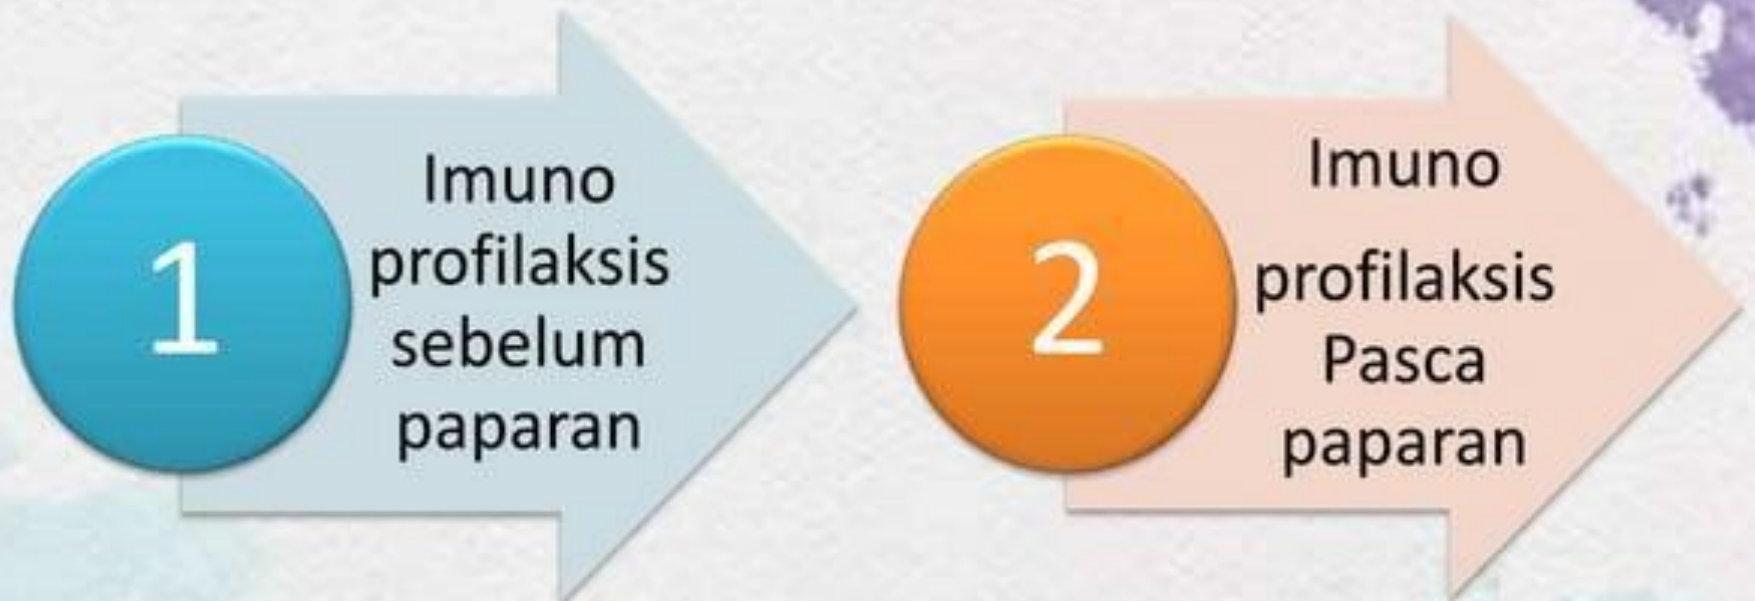 1
Imuno
profilaksis
sebelum
paparan
2
Imuno
profilaksis
Pasca
paparan